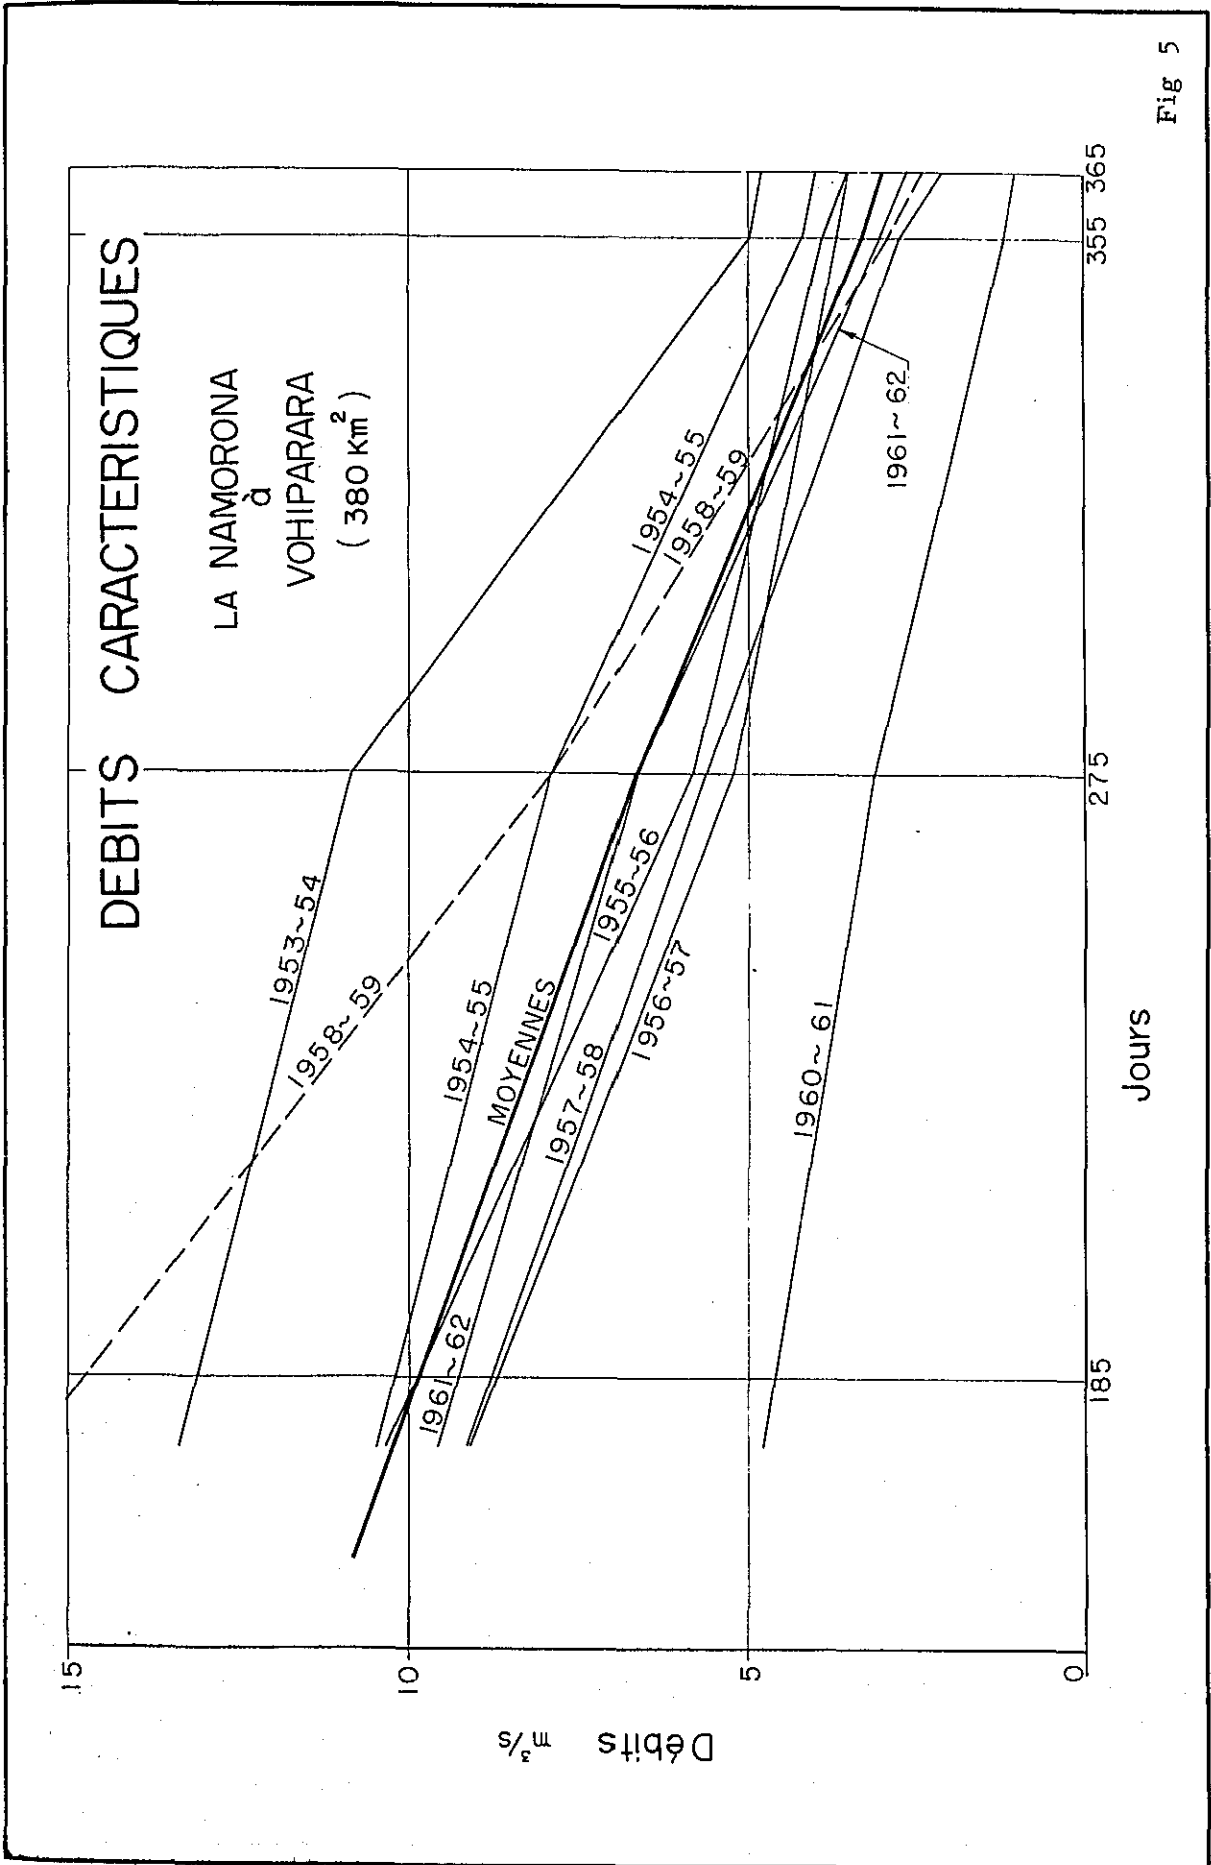 DEBITS CARACTERISTIQUES
LA NAMORONA
à
VOHIPARARA
( 380 Km² )
15
10
5
0
Débits m³/s
1953~54
1958~59
1954~55
MOYENNES
1961~62
1955~56
1957~58
1956~57
1960~61
1954~55
1958~59
1961~62
185
275
355
365
Jours
Fig 5